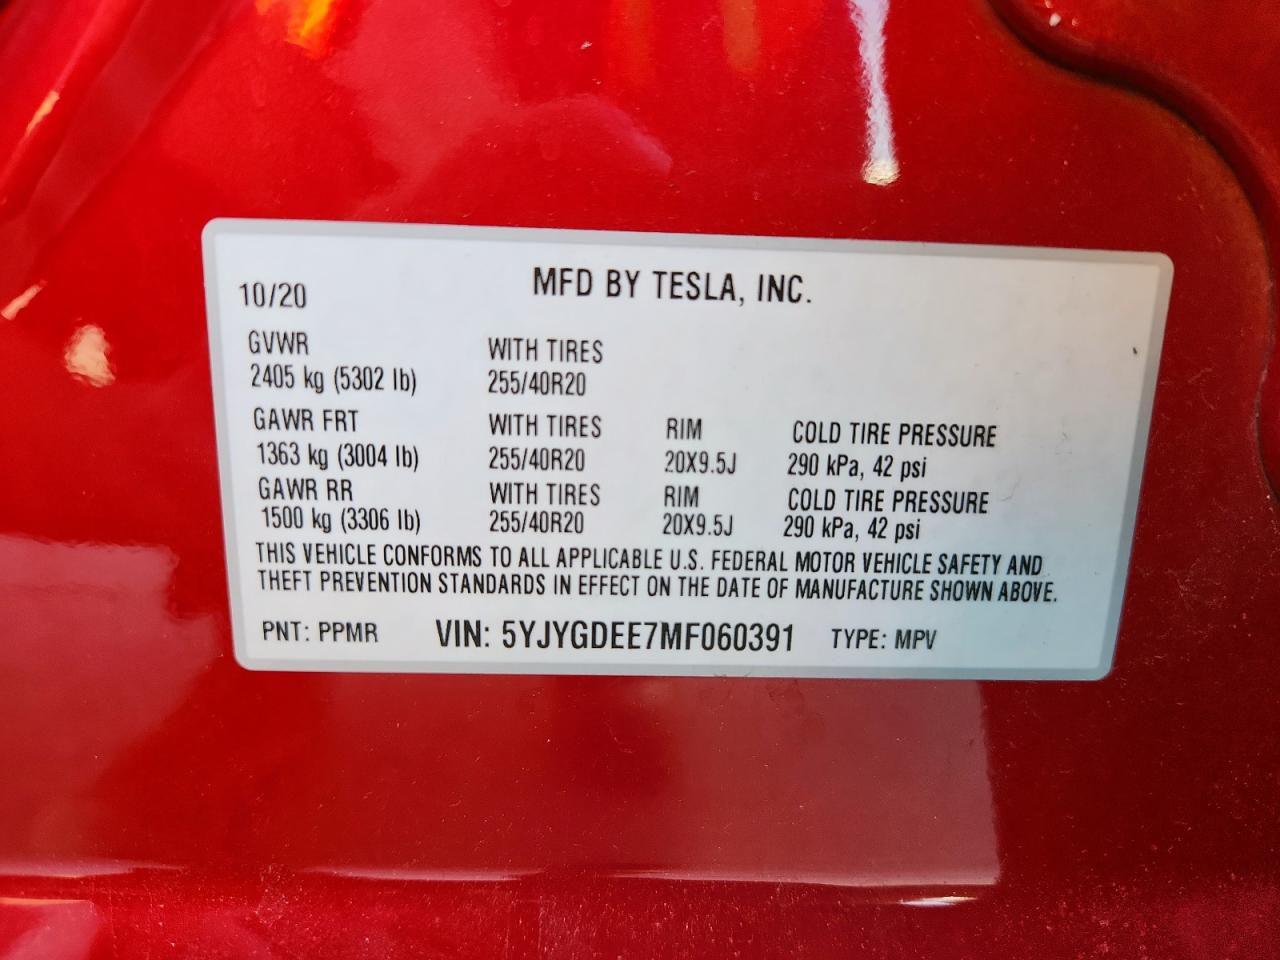 MFD BY TESLA, INC.
10/20
GVWR WITH TIRES
2405 kg (5302 lb) 255/40R20
GAWR FRT WITH TIRES RIM COLD TIRE PRESSURE
1363 kg (3004 lb) 255/40R20 20X9.5J 290 kPa, 42 psi
GAWR RR WITH TIRES RIM COLD TIRE PRESSURE
1500 kg (3306 lb) 255/40R20 20X9.5J 290 kPa, 42 psi
THIS VEHICLE CONFORMS TO ALL APPLICABLE U.S. FEDERAL MOTOR VEHICLE SAFETY AND
THEFT PREVENTION STANDARDS IN EFFECT ON THE DATE OF MANUFACTURE SHOWN ABOVE.
PNT: PPMR VIN: 5YJYGDEE7MF060391 TYPE: MPV